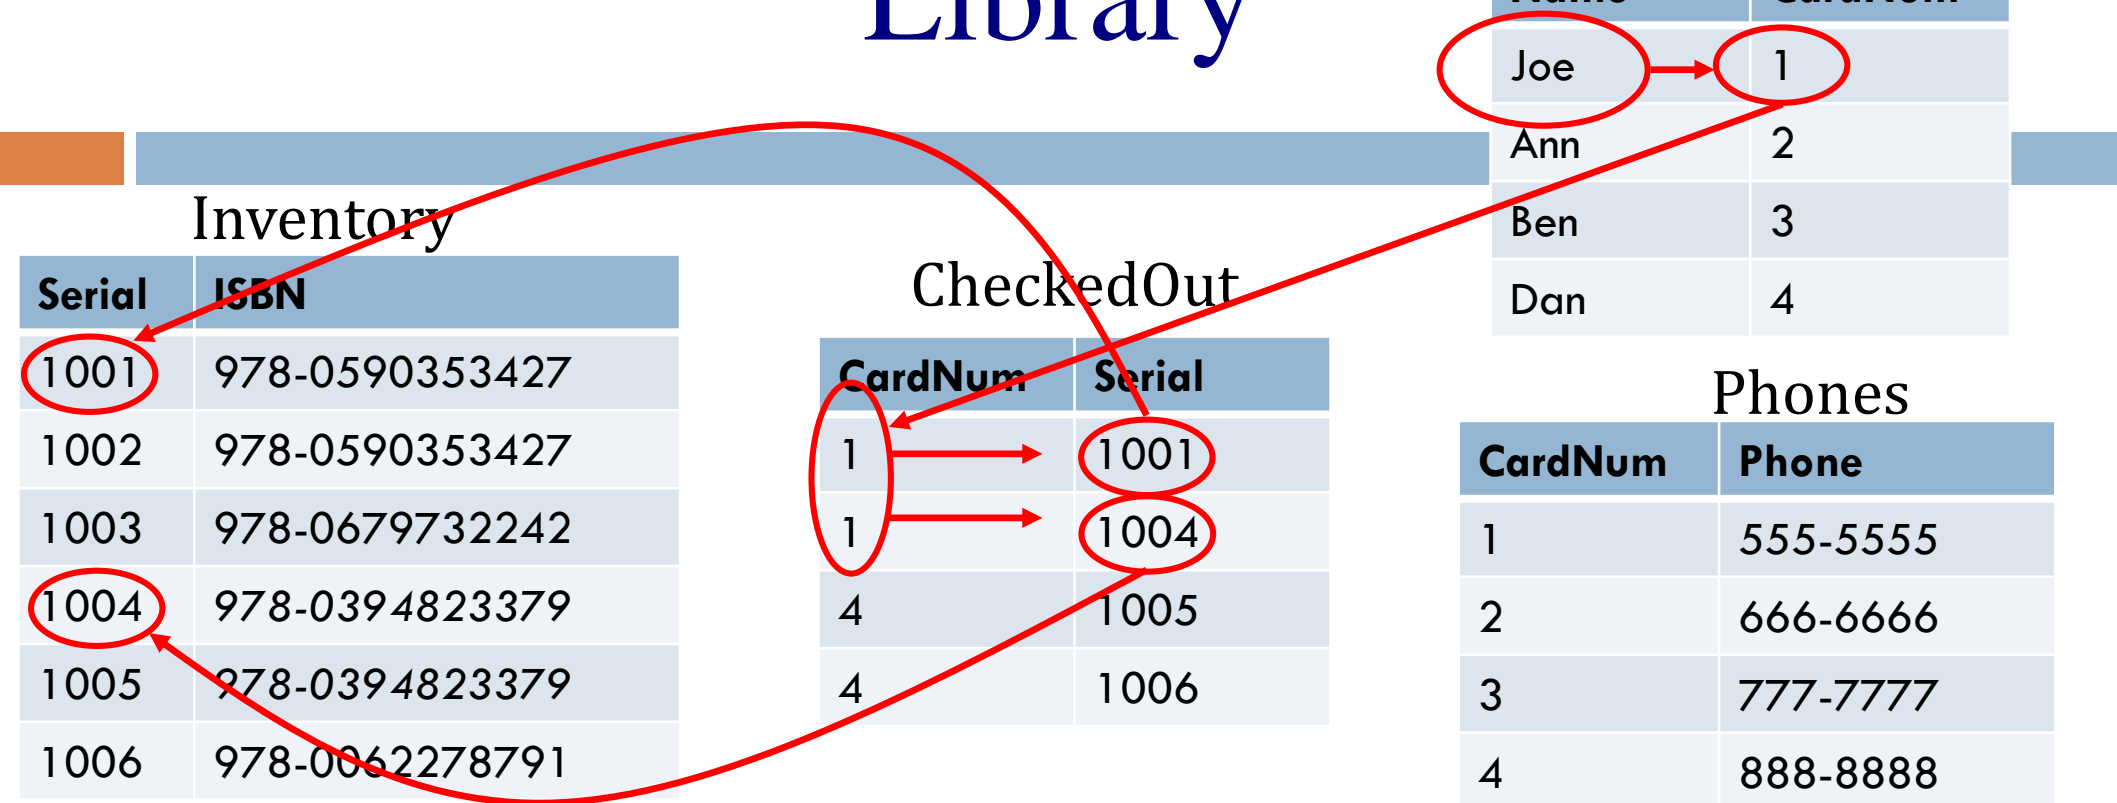 Library
Name CardNum
Joe 1
Ann 2
Ben 3
Dan 4
Inventory
Serial ISBN
1001 978-0590353427
1002 978-0590353427
1003 978-0679732242
1004 978-0394823379
1005 978-0394823379
1006 978-0062278791
CheckedOut
CardNum Serial
1 1001
1 1004
4 1005
4 1006
Phones
CardNum Phone
1 555-5555
2 666-6666
3 777-7777
4 888-8888